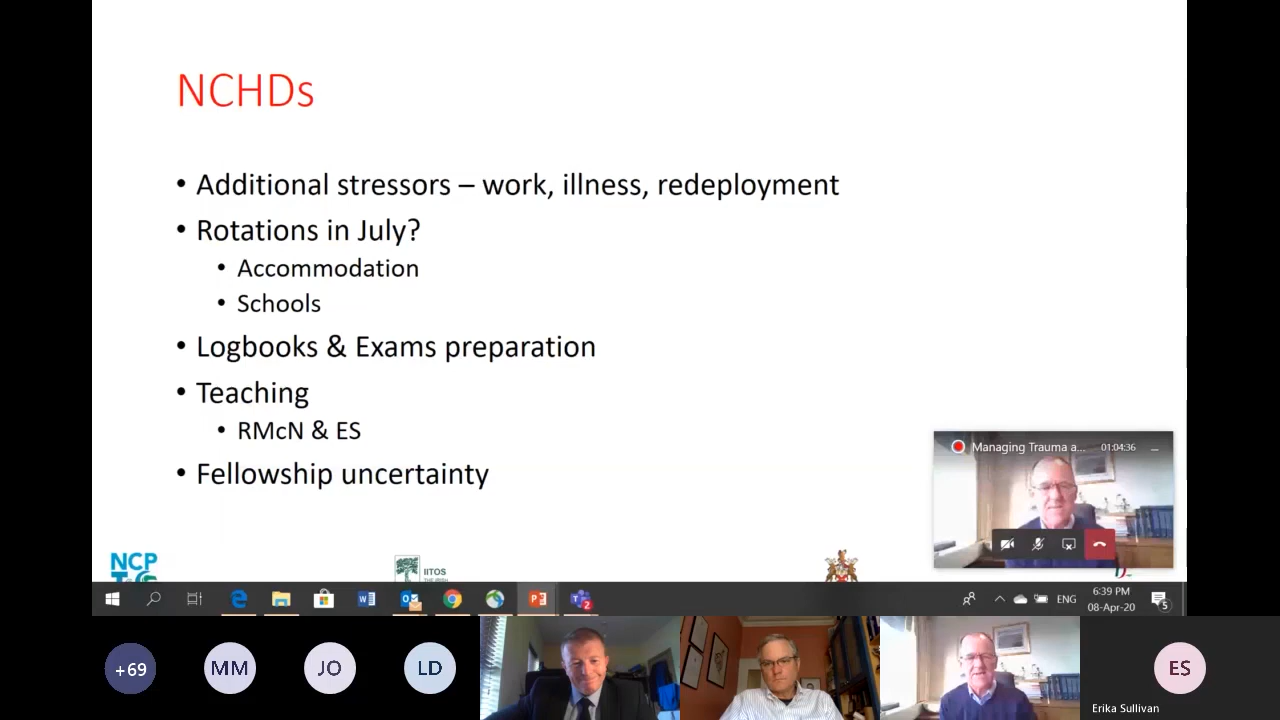 NCHDs
• Additional stressors – work, illness, redeployment
• Rotations in July?
• Accommodation
• Schools
• Logbooks & Exams preparation
• Teaching
• RMcN & ES
• Fellowship uncertainty
Managing Trauma a... 01:04:36
NCP
IITOS
ENG
6:39 PM
08-Apr-20
5
2
+69
MM
JO
LD
ES
Erika Sullivan